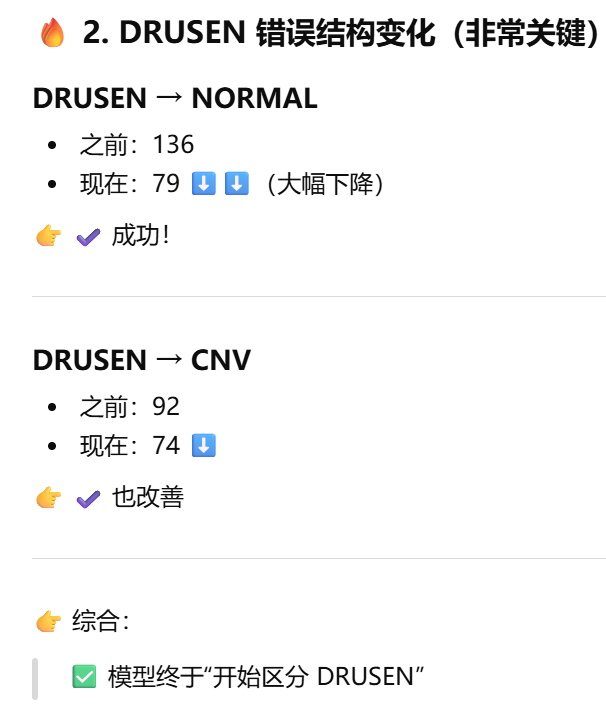 🔥 2. DRUSEN 错误结构变化（非常关键）
DRUSEN → NORMAL
• 之前：136
• 现在：79 ⬇️⬇️（大幅下降）
👉 ✔️ 成功！
DRUSEN → CNV
• 之前：92
• 现在：74 ⬇️
👉 ✔️ 也改善
👉 综合：
✅ 模型终于“开始区分 DRUSEN”